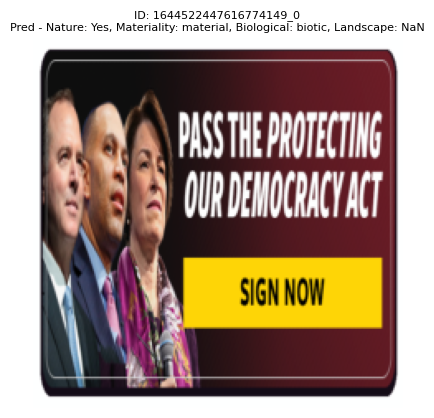 ID: 1644522447616774149_0
Pred - Nature: Yes, Materiality: material, Biological: biotic, Landscape: NaN
PASS THE PROTECTING
OUR DEMOCRACY ACT
SIGN NOW